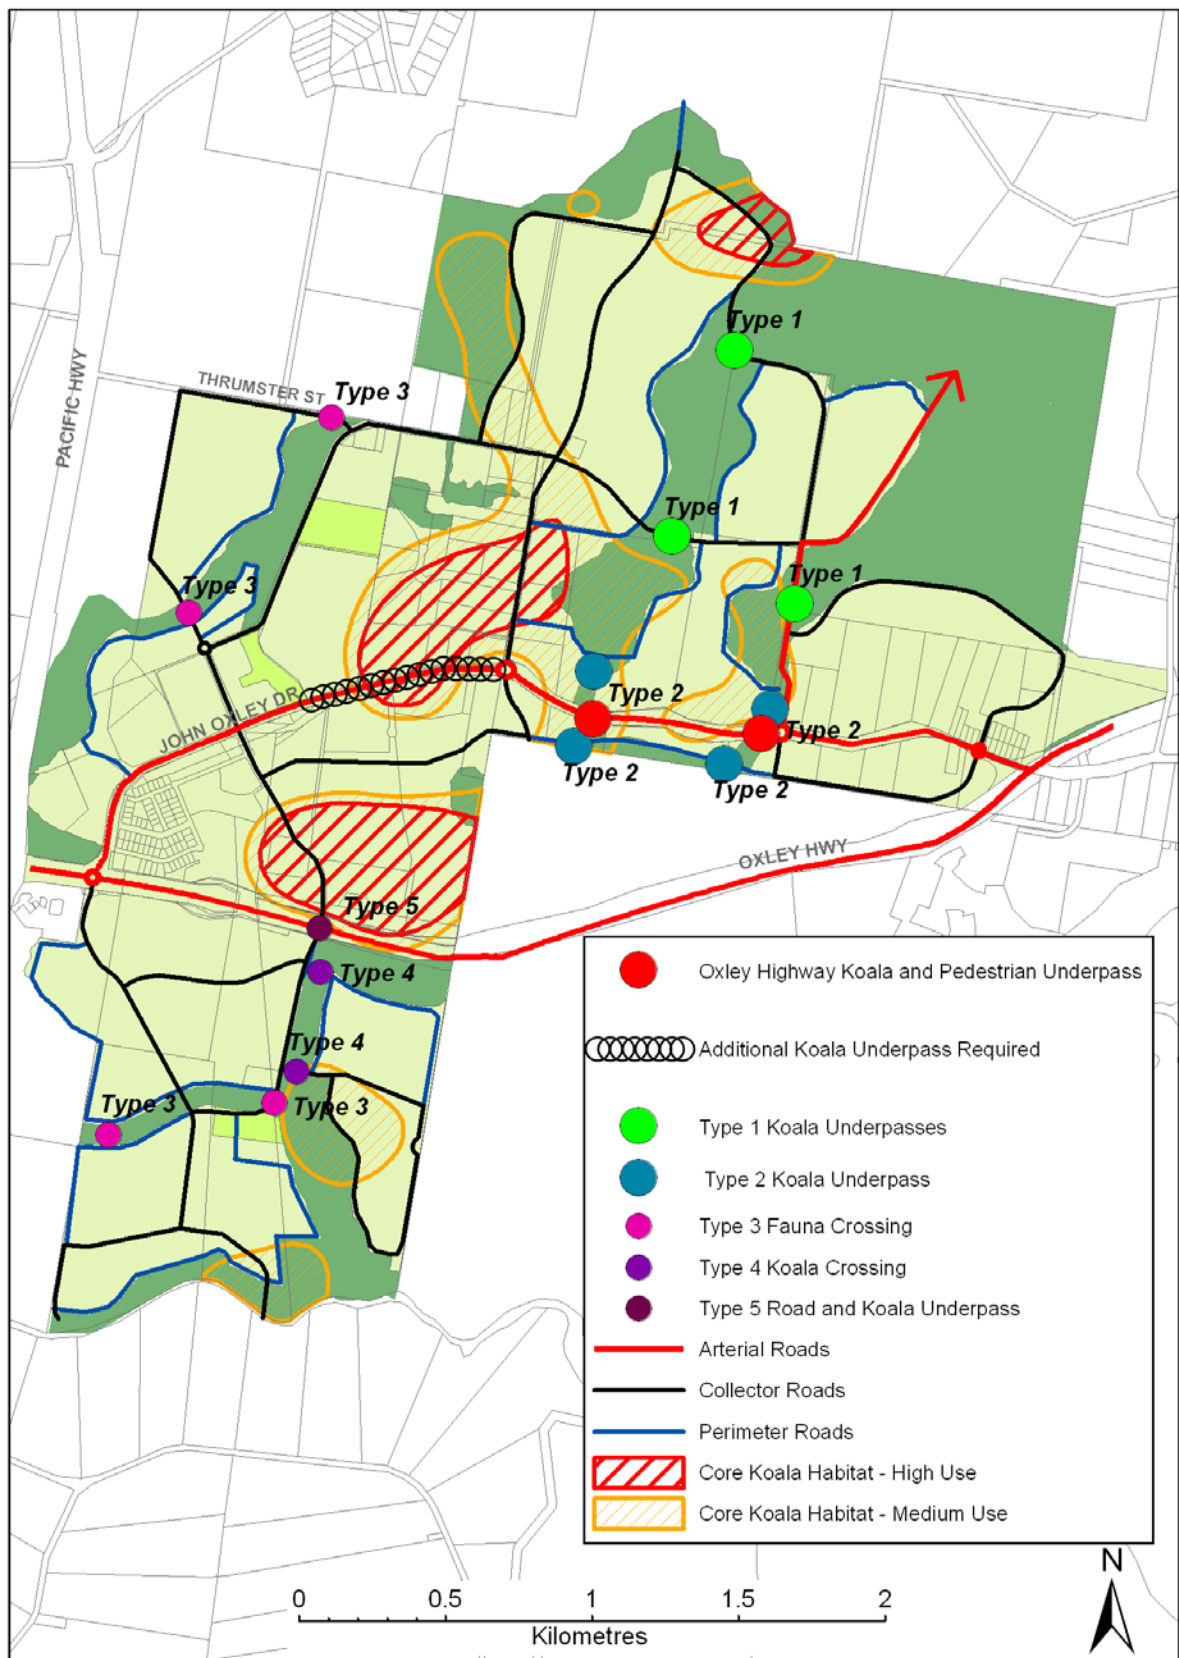 Type 1
THRUMSTER ST
Type 3
PACIFIC HWY
Type 1
Type 3
Type 1
JOHN OXLEY DR
Type 2
Type 2
Type 2
Type 2
OXLEY HWY
Type 5
Type 4
Type 4
Type 3
Type 3
Oxley Highway Koala and Pedestrian Underpass
Additional Koala Underpass Required
Type 1 Koala Underpasses
Type 2 Koala Underpass
Type 3 Fauna Crossing
Type 4 Koala Crossing
Type 5 Road and Koala Underpass
Arterial Roads
Collector Roads
Perimeter Roads
Core Koala Habitat - High Use
Core Koala Habitat - Medium Use
N
0 0.5 1 1.5 2
Kilometres